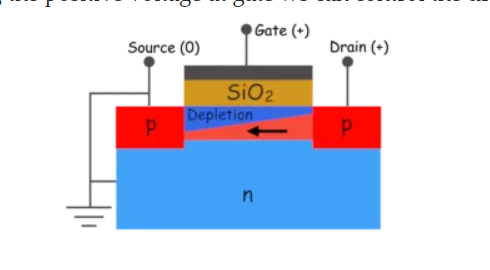 Gate (+)
Source (0)
Drain (+)
SiO2
Depletion
p
p
n